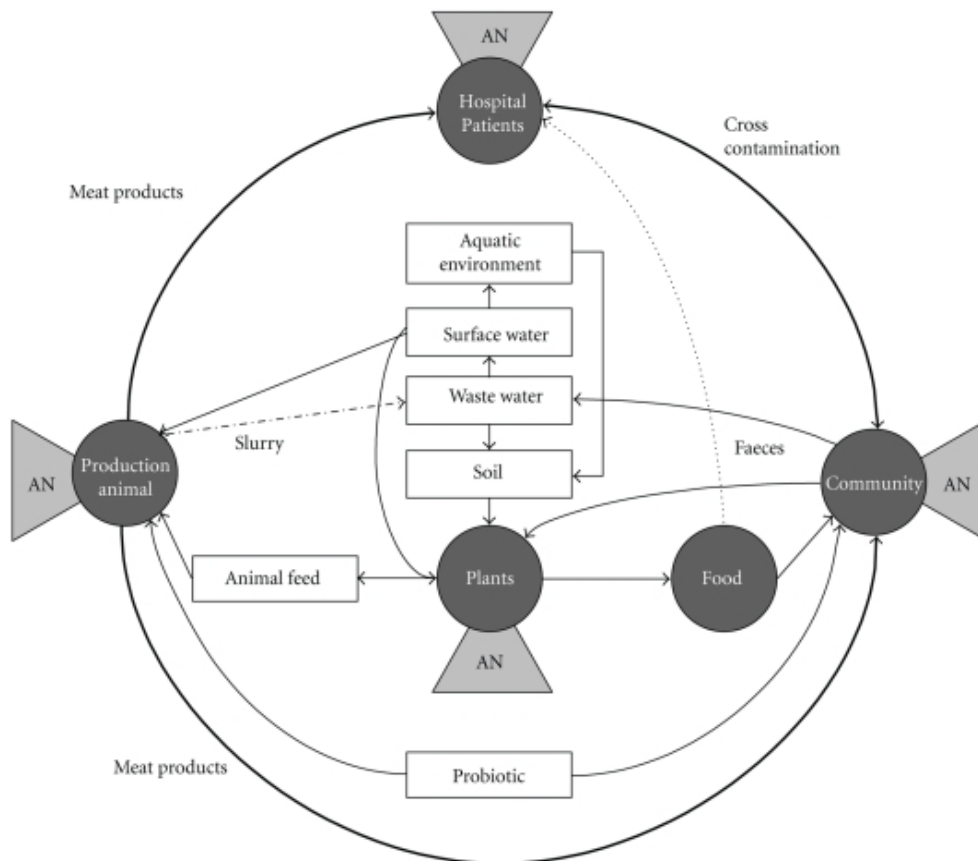 AN
Hospital
Patients
Cross
contamination
Meat products
Aquatic
environment
Surface water
Waste water
Slurry
Faeces
Production
animal
AN
Soil
Community
AN
Animal feed
Plants
Food
AN
Meat products
Probiotic